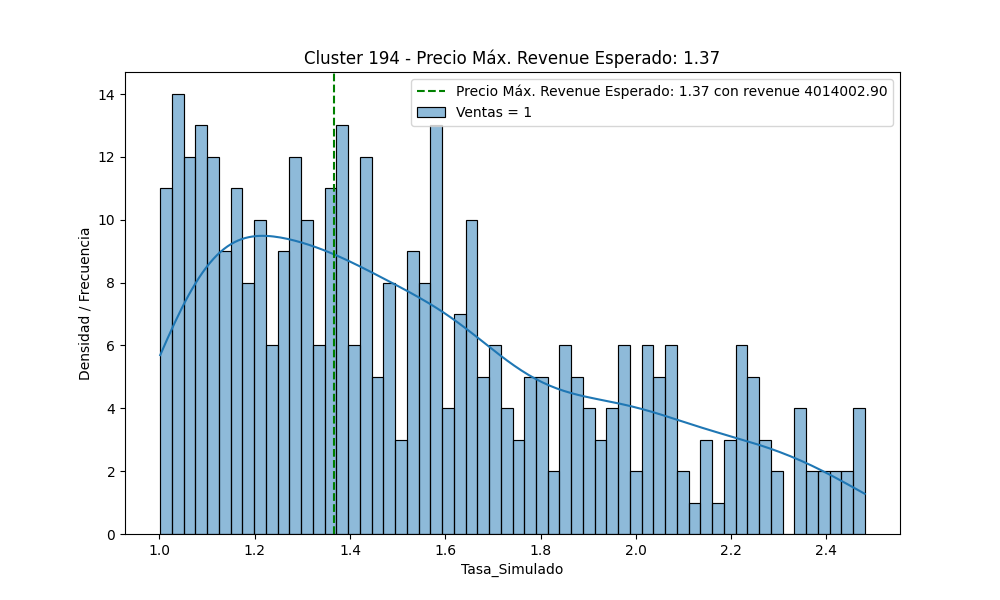 Cluster 194 - Precio Máx. Revenue Esperado: 1.37
Precio Máx. Revenue Esperado: 1.37 con revenue 4014002.90
Ventas = 1
Densidad / Frecuencia
14
12
10
8
6
4
2
0
1.0 1.2 1.4 1.6 1.8 2.0 2.2 2.4
Tasa_Simulado